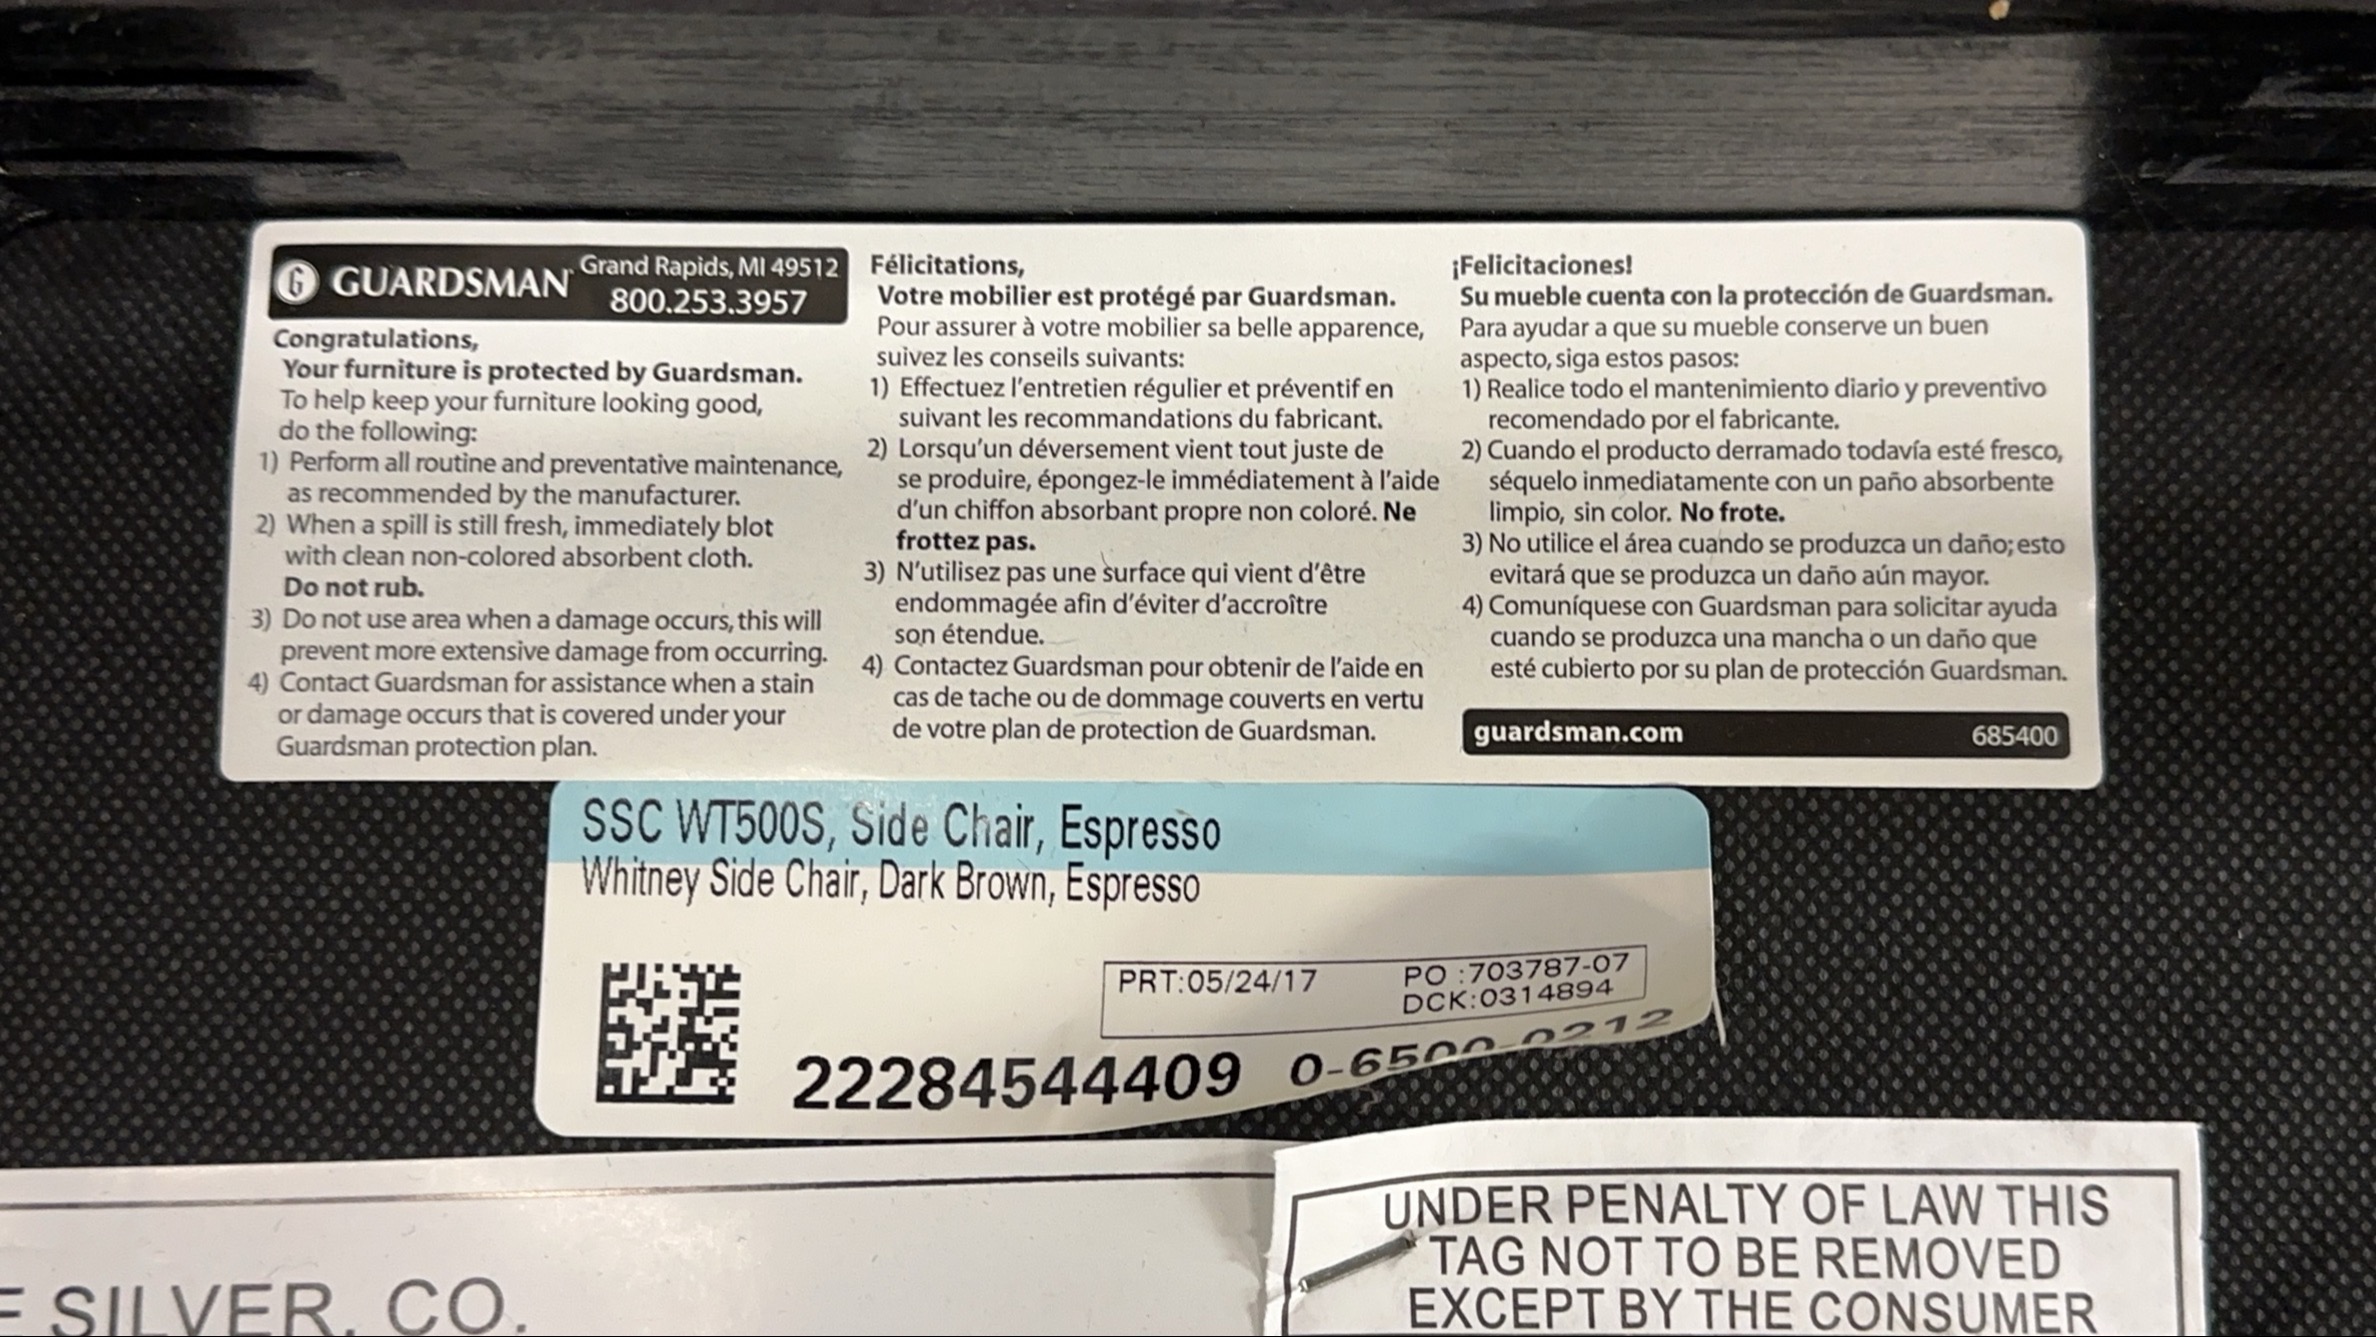 GUARDSMAN
Grand Rapids, MI 49512
800.253.3957
Congratulations,
Your furniture is protected by Guardsman.
To help keep your furniture looking good,
do the following:
1) Perform all routine and preventative maintenance,
as recommended by the manufacturer.
2) When a spill is still fresh, immediately blot
with clean non-colored absorbent cloth.
Do not rub.
3) Do not use area when a damage occurs, this will
prevent more extensive damage from occurring.
4) Contact Guardsman for assistance when a stain
or damage occurs that is covered under your
Guardsman protection plan.
Félicitations,
Votre mobilier est protégé par Guardsman.
Pour assurer à votre mobilier sa belle apparence,
suivez les conseils suivants:
1) Effectuez l'entretien régulier et préventif en
suivant les recommandations du fabricant.
2) Lorsqu'un déversement vient tout juste de
se produire, épongez-le immédiatement à l'aide
d'un chiffon absorbant propre non coloré. Ne
frottez pas.
3) N'utilisez pas une surface qui vient d'être
endommagée afin d'éviter d'accroître
son étendue.
4) Contactez Guardsman pour obtenir de l'aide en
cas de tache ou de dommage couverts en vertu
de votre plan de protection de Guardsman.
¡Felicitaciones!
Su mueble cuenta con la protección de Guardsman.
Para ayudar a que su mueble conserve un buen
aspecto, siga estos pasos:
1) Realice todo el mantenimiento diario y preventivo
recomendado por el fabricante.
2) Cuando el producto derramado todavía esté fresco,
séquelo inmediatamente con un paño absorbente
limpio, sin color. No frote.
3) No utilice el área cuando se produzca un daño; esto
evitará que se produzca un daño aún mayor.
4) Comuníquese con Guardsman para solicitar ayuda
cuando se produzca una mancha o un daño que
esté cubierto por su plan de protección Guardsman.
guardsman.com 685400
SSC WT500S, Side Chair, Espresso
Whitney Side Chair, Dark Brown, Espresso
PRT:05/24/17 PO :703787-07
DCK:0314894
22284544409 0-6500-0212
E SILVER, CO.
UNDER PENALTY OF LAW THIS
TAG NOT TO BE REMOVED
EXCEPT BY THE CONSUMER